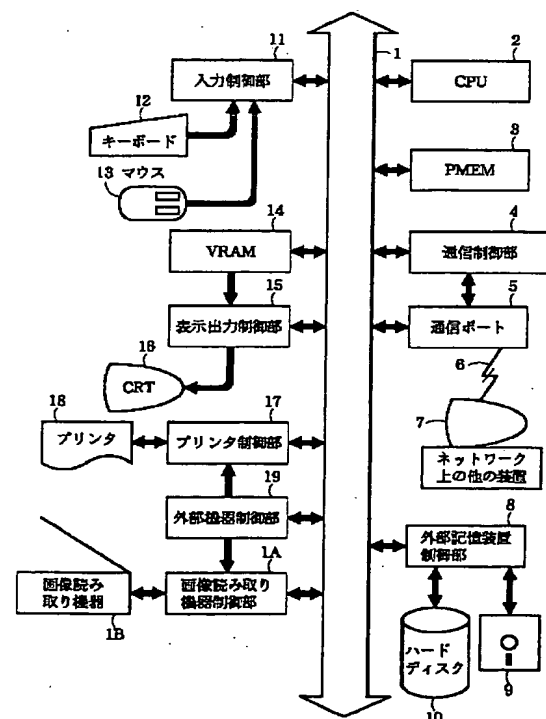 11
入力制御部
12
キーボード
13 マウス
14
VRAM
15
表示出力制御部
16
CRT
17
18
プリンタ
プリンタ制御部
19
外部機器制御部
1A
画像読み取り機器制御部
画像読み取り機器
1B
1
2
CPU
3
PMEM
4
通信制御部
5
通信ポート
6
7
ネットワーク
上の他の装置
8
外部記憶装置
制御部
ハード
ディスク
10
9